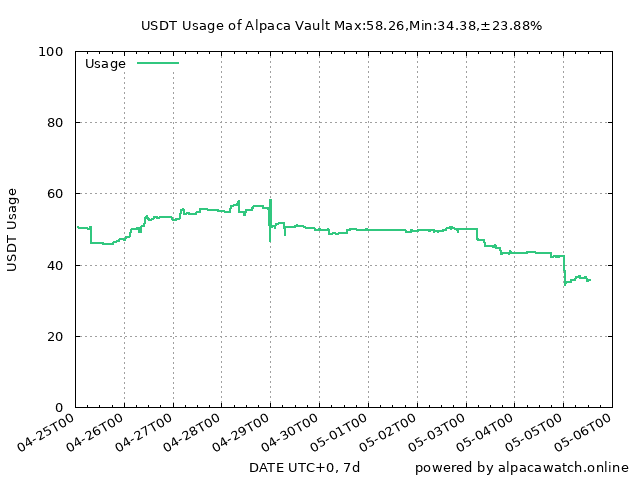 USDT Usage of Alpaca Vault Max:58.26,Min:34.38,±23.88%
100
Usage
80
60
USDT Usage
40
20
0
04-25T00
04-26T00
04-27T00
04-28T00
04-29T00
04-30T00
05-01T00
05-02T00
05-03T00
05-04T00
05-05T00
05-06T00
DATE UTC+0, 7d
powered by alpacawatch.online